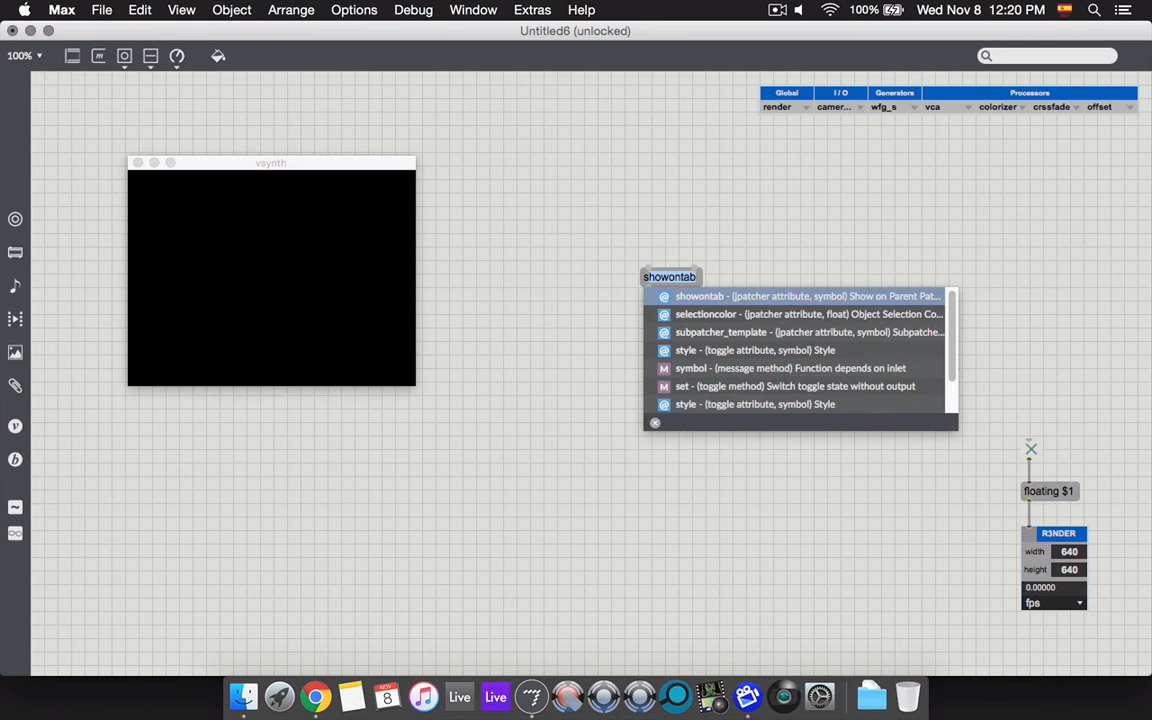 Max File Edit View Object Arrange Options Debug Window Extras Help 100% Wed Nov 8 12:20 PM
Untitled6 (unlocked)
100%
Global I / O Generators Processors
render camer... wfg_s vca colorizer crssfade offset
vsynth
showontab
showontab - (jpatcher attribute, symbol) Show on Parent Pat...
selectioncolor - (jpatcher attribute, float) Object Selection Co...
subpatcher_template - (jpatcher attribute, symbol) Subpatche...
style - (toggle attribute, symbol) Style
symbol - (message method) Function depends on inlet
set - (toggle method) Switch toggle state without output
style - (toggle attribute, symbol) Style
floating $1
R3NDER
width 640
height 640
0.00000
fps
NOV
8
Live Live